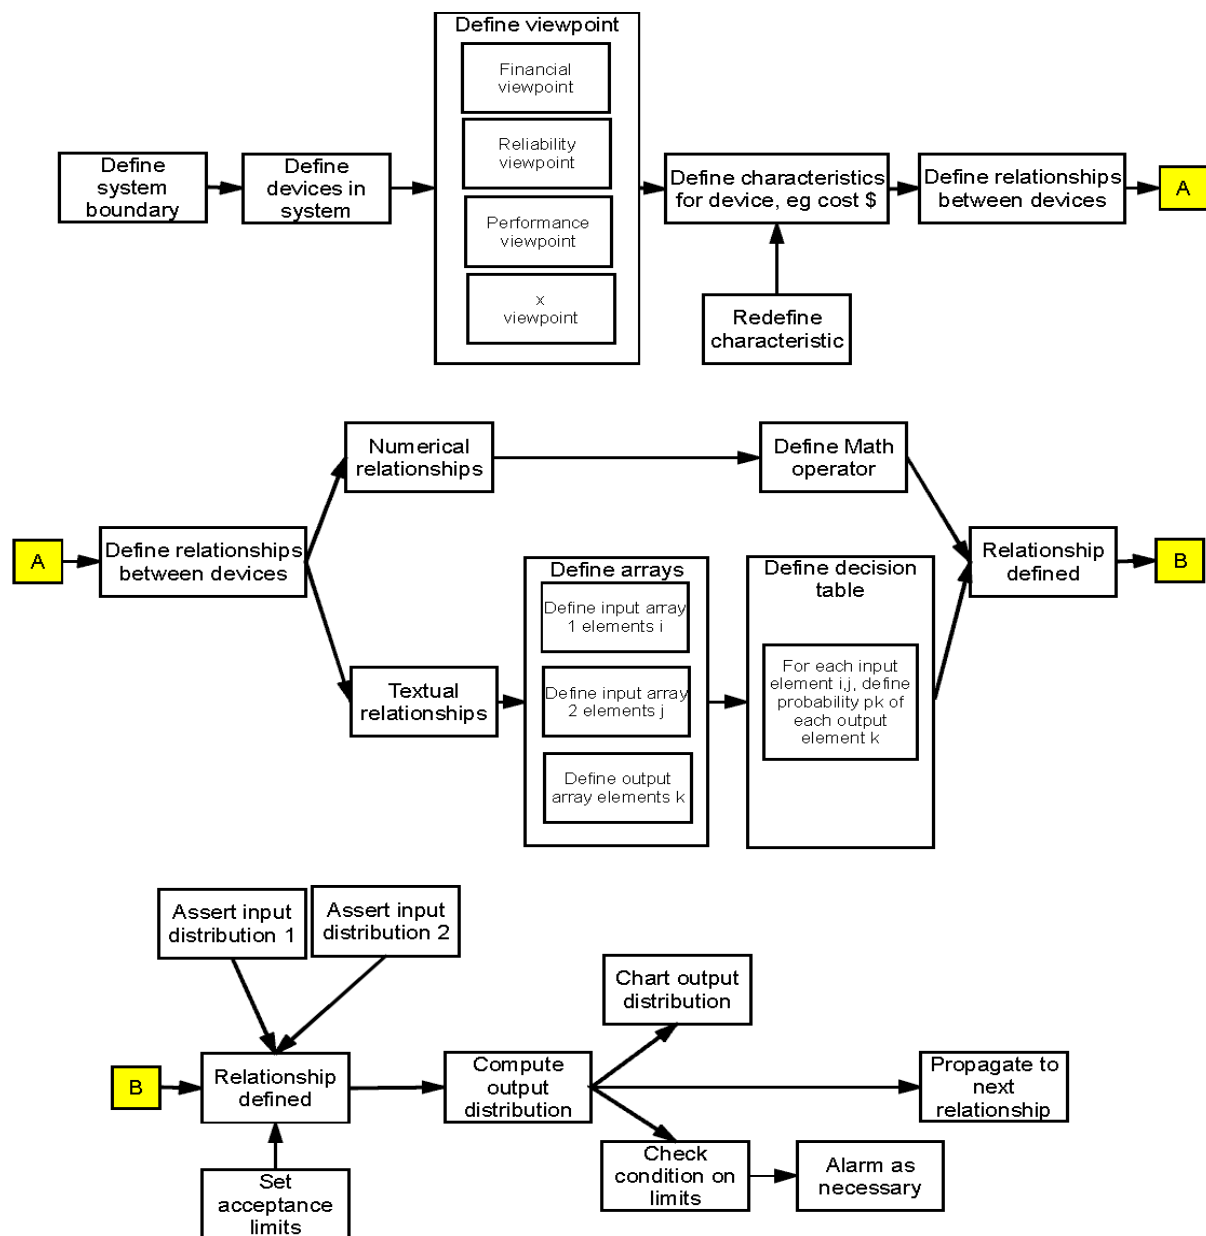 Define viewpoint
Financial
viewpoint
Reliability
viewpoint
Performance
viewpoint
x
viewpoint
Define
system
boundary
Define
devices in
system
Define characteristics
for device, eg cost $
Define relationships
between devices
A
Redefine
characteristic
A
Define relationships
between devices
Numerical
relationships
Define Math
operator
Textual
relationships
Define arrays
Define input array
1 elements i
Define input array
2 elements j
Define output
array elements k
Define decision
table
For each input
element i,j, define
probability pk of
each output
element k
Relationship
defined
B
Assert input
distribution 1
Assert input
distribution 2
B
Relationship
defined
Set
acceptance
limits
Compute
output
distribution
Chart output
distribution
Propagate to
next
relationship
Check
condition on
limits
Alarm as
necessary